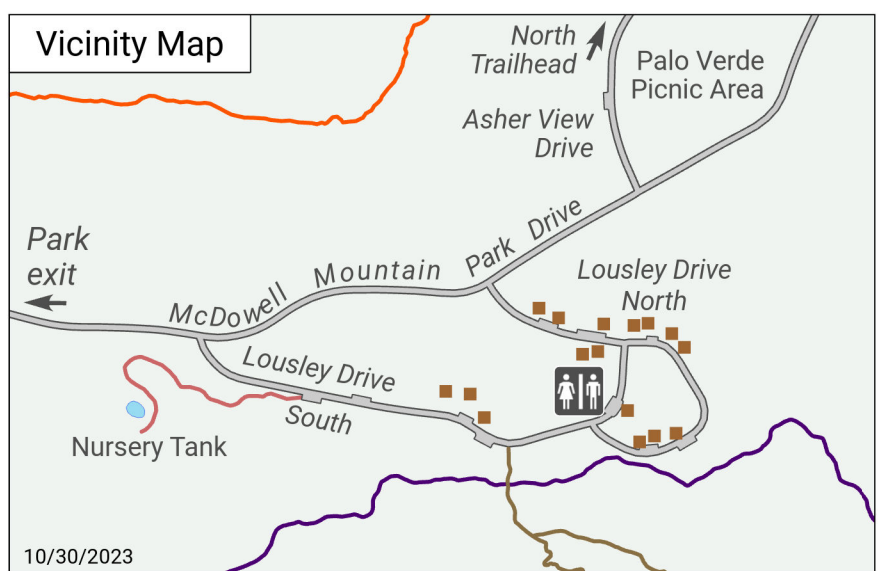 Vicinity Map
North
Trailhead
Palo Verde
Picnic Area
Asher View
Drive
Park
exit
McDowell Mountain Park Drive
Lousley Drive
North
Lousley Drive
South
Nursery Tank
10/30/2023